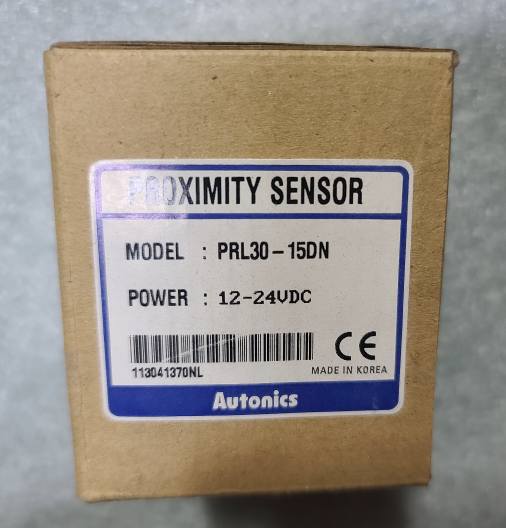 PROXIMITY SENSOR
MODEL : PRL30-15DN
POWER : 12-24VDC
CE
113041370NL
MADE IN KOREA
Autonics